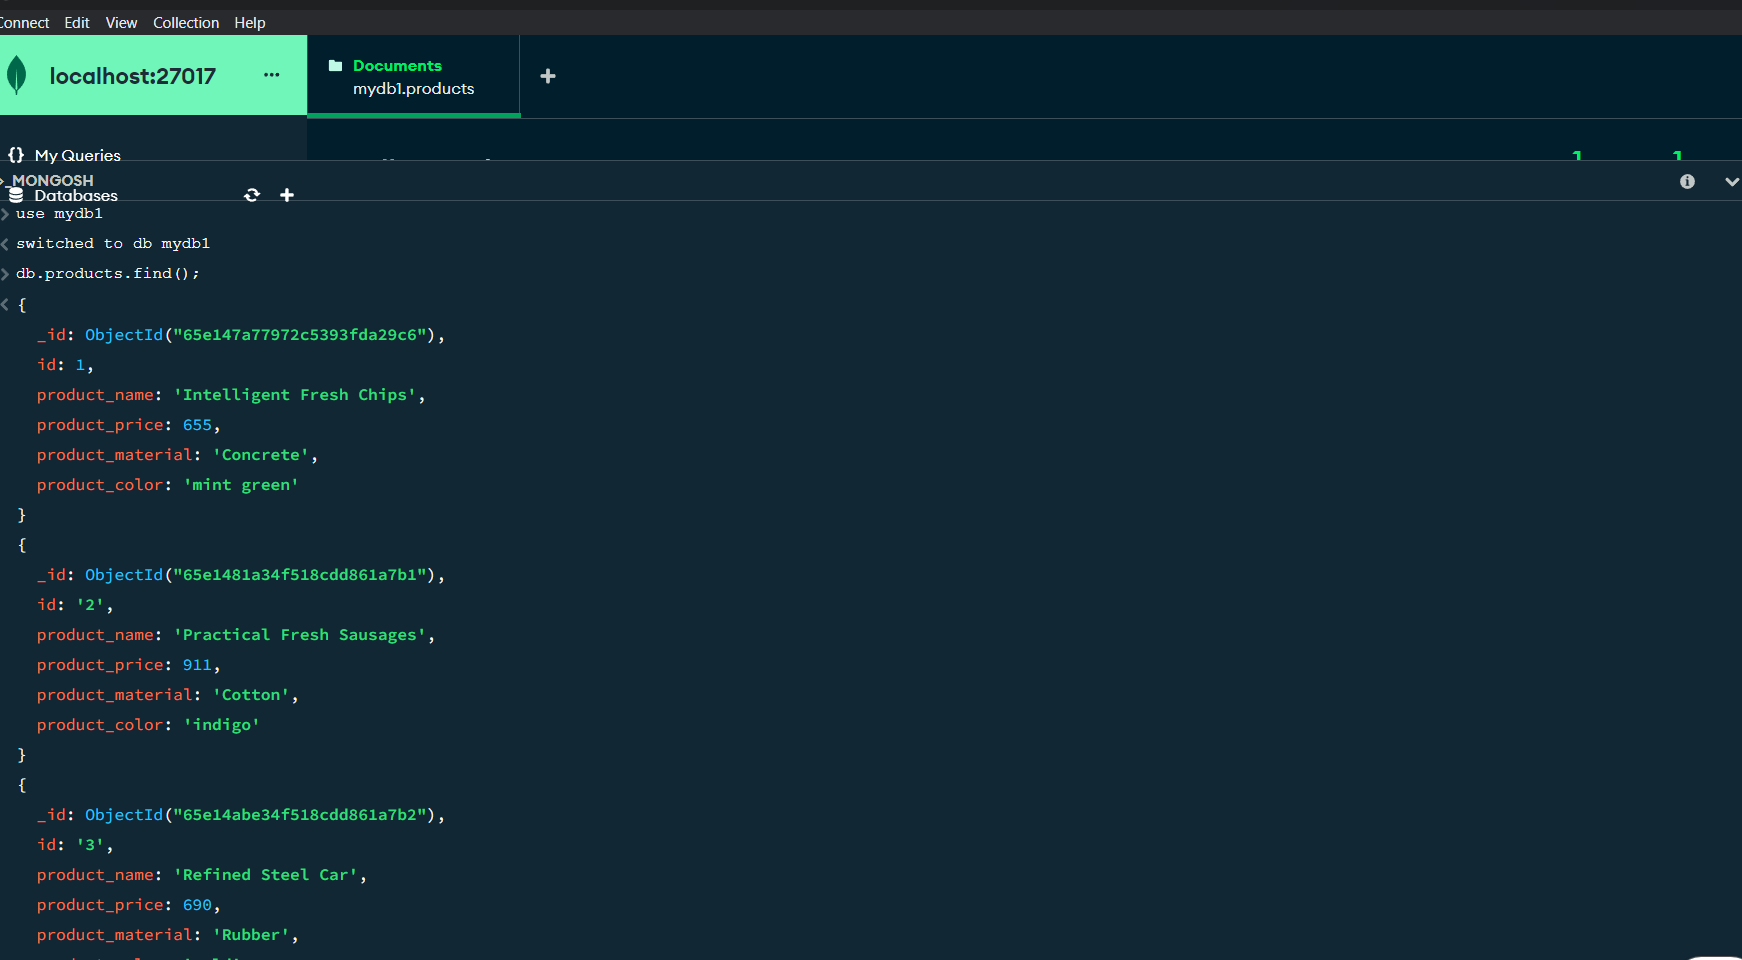 Connect Edit View Collection Help
localhost:27017 ...
Documents
mydb1.products
My Queries
>_MONGOSH
Databases
> use mydb1
< switched to db mydb1
> db.products.find();
< {
_id: ObjectId("65e147a77972c5393fda29c6"),
id: 1,
product_name: 'Intelligent Fresh Chips',
product_price: 655,
product_material: 'Concrete',
product_color: 'mint green'
}
{
_id: ObjectId("65e1481a34f518cdd861a7b1"),
id: '2',
product_name: 'Practical Fresh Sausages',
product_price: 911,
product_material: 'Cotton',
product_color: 'indigo'
}
{
_id: ObjectId("65e14abe34f518cdd861a7b2"),
id: '3',
product_name: 'Refined Steel Car',
product_price: 690,
product_material: 'Rubber',